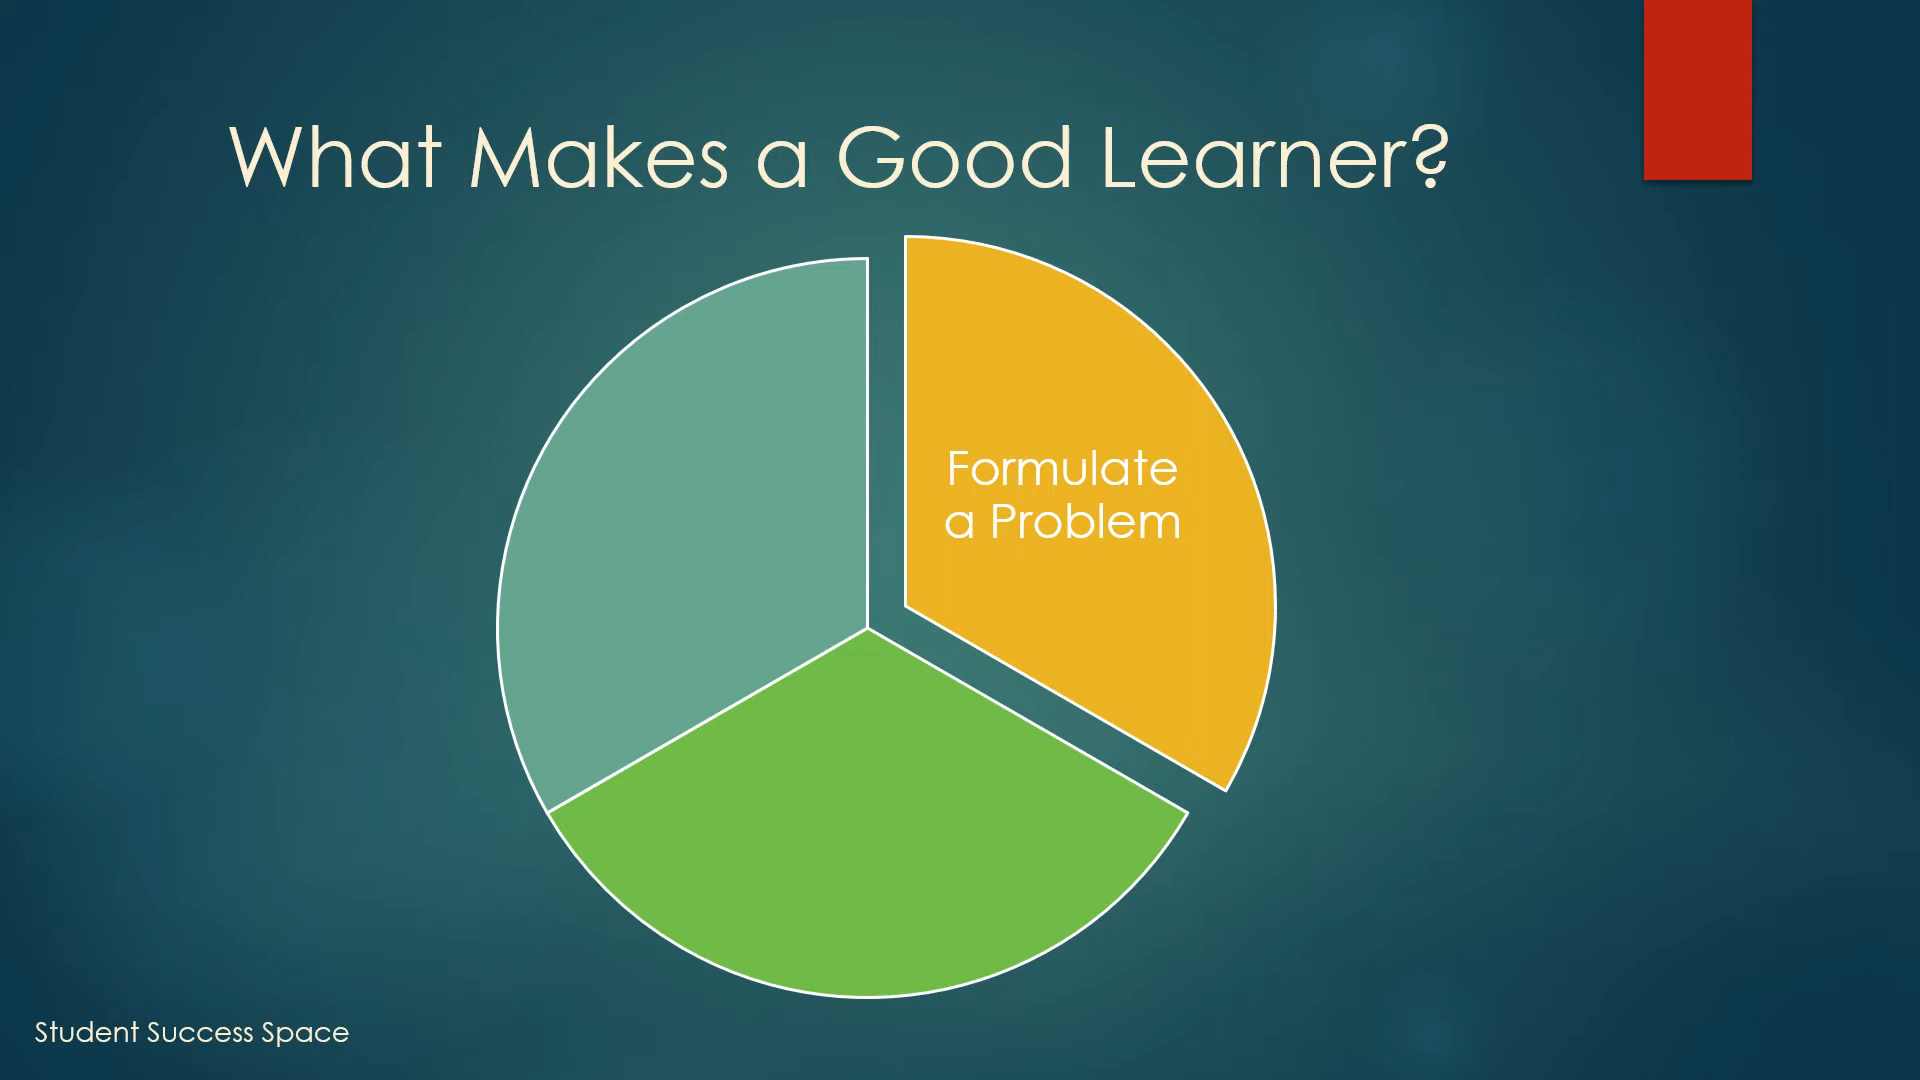 What Makes a Good Learner?
Formulate
a Problem
Student Success Space